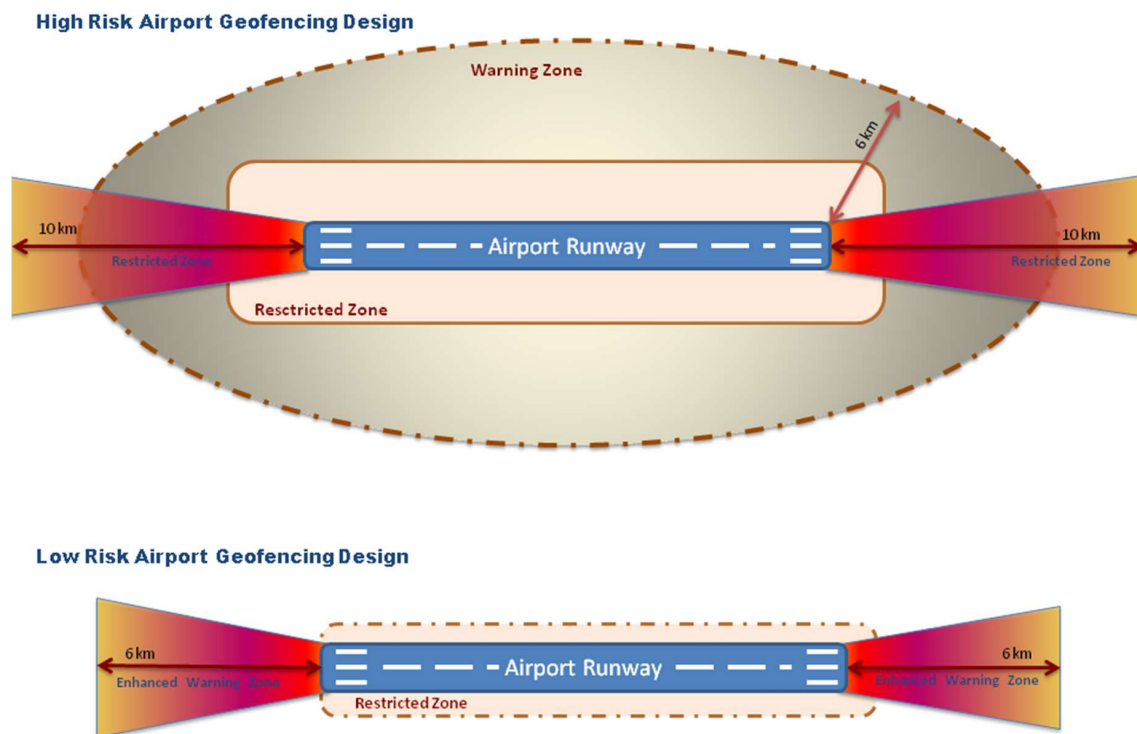 High Risk Airport Geofencing Design
Warning Zone
6 km
10 km
Restricted Zone
Airport Runway
10 km
Restricted Zone
Resctricted Zone
Low Risk Airport Geofencing Design
6 km
Enhanced Warning Zone
Airport Runway
6 km
Enhanced Warning Zone
Restricted Zone